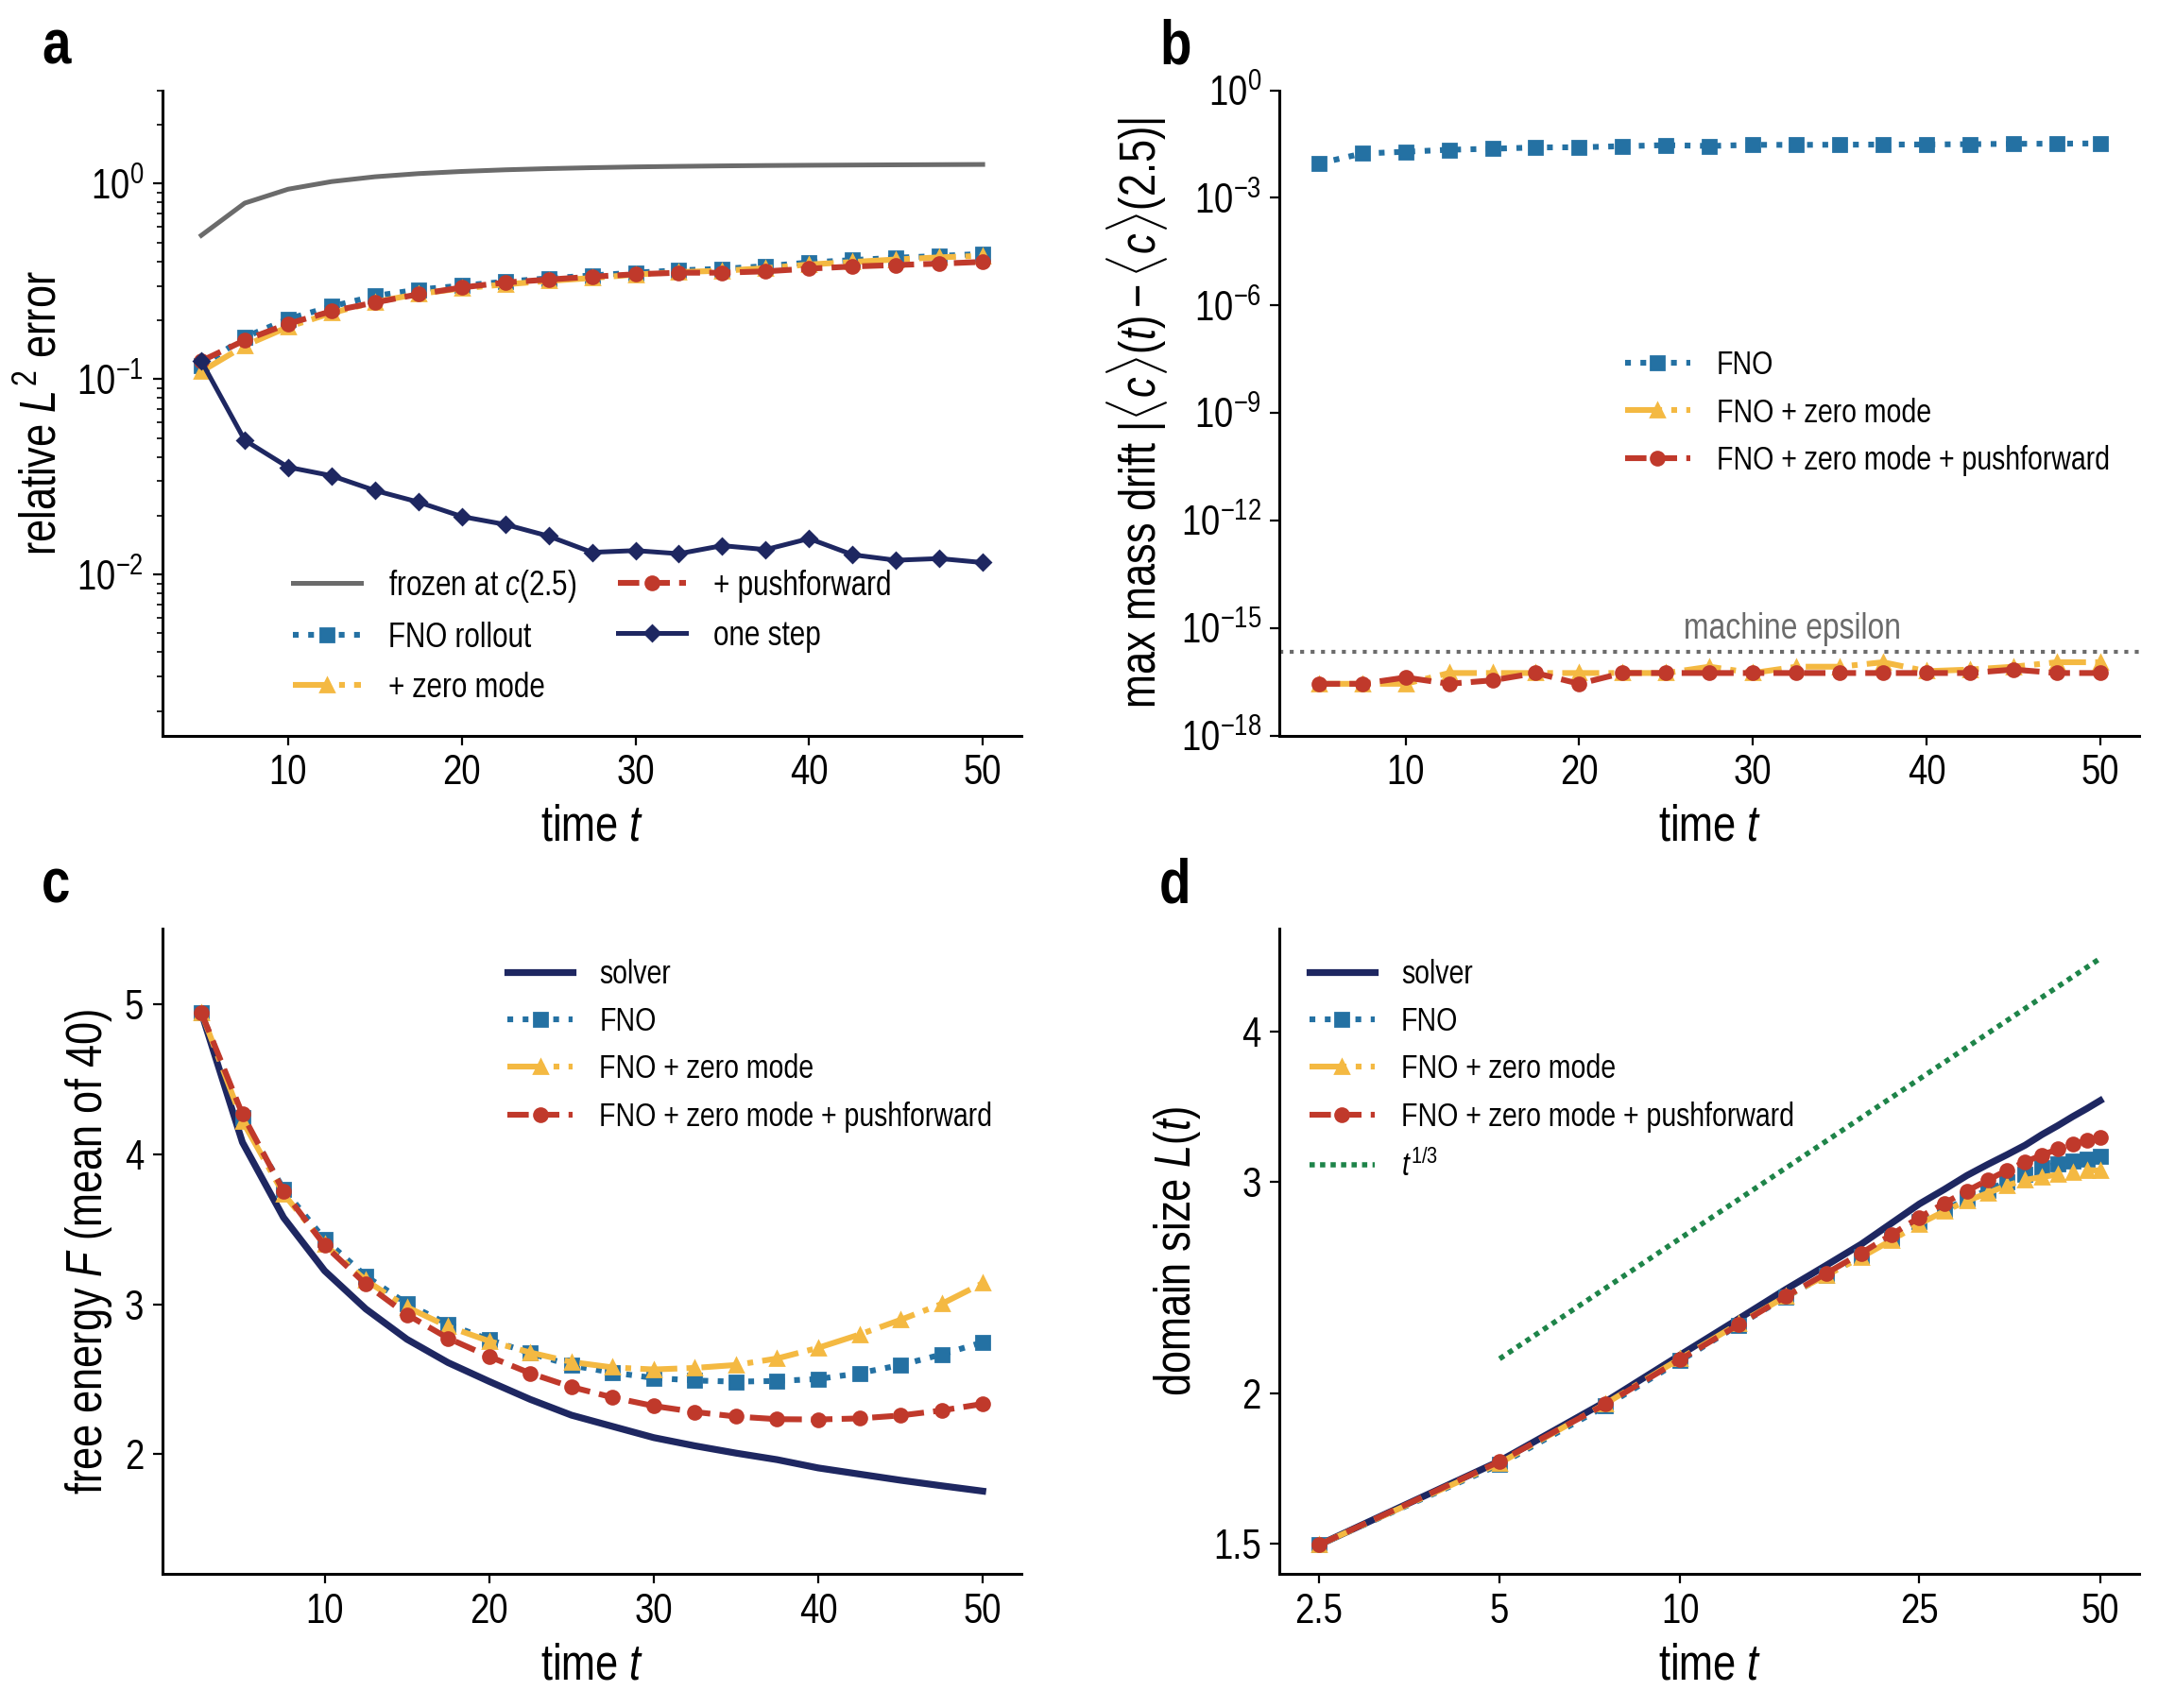 a
relative L² error
10⁰
10⁻¹
10⁻²
frozen at c(2.5)
FNO rollout
+ zero mode
+ pushforward
one step
10 20 30 40 50
time t
b
max mass drift |〈c〉(t) − 〈c〉(2.5)|
10⁰
10⁻³
10⁻⁶
10⁻⁹
10⁻¹²
10⁻¹⁵
10⁻¹⁸
FNO
FNO + zero mode
FNO + zero mode + pushforward
machine epsilon
10 20 30 40 50
time t
c
free energy F (mean of 40)
5
4
3
2
solver
FNO
FNO + zero mode
FNO + zero mode + pushforward
10 20 30 40 50
time t
d
domain size L(t)
4
3
2
1.5
solver
FNO
FNO + zero mode
FNO + zero mode + pushforward
t^1/3
2.5 5 10 25 50
time t